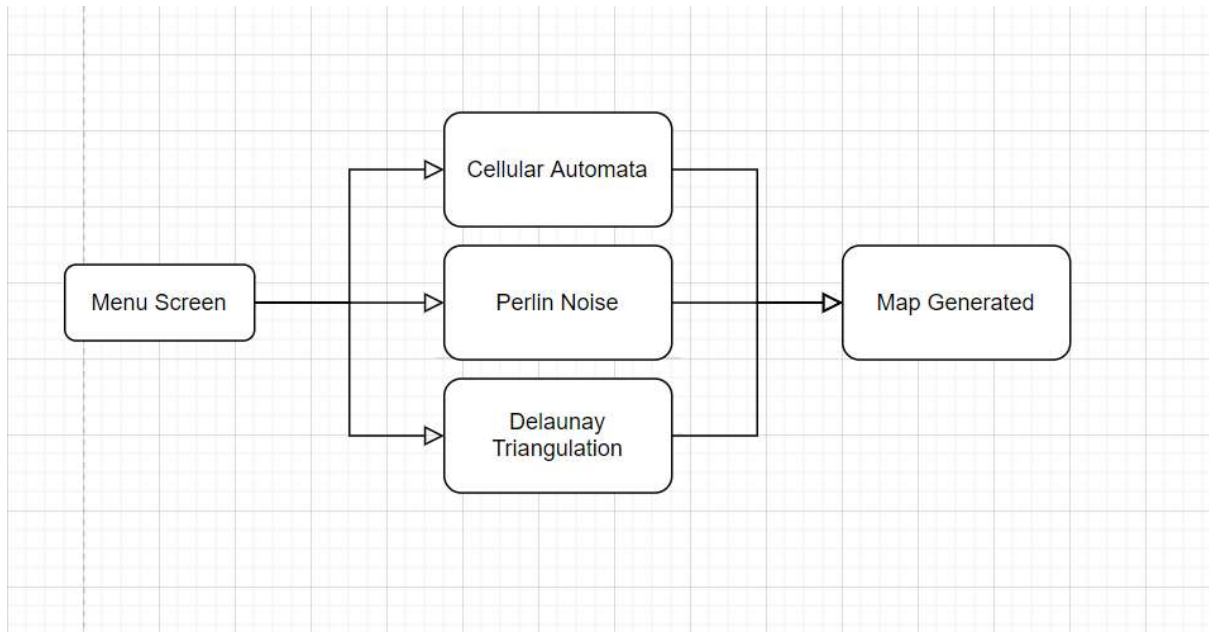 Cellular Automata
Menu Screen
Perlin Noise
Map Generated
Delaunay
Triangulation